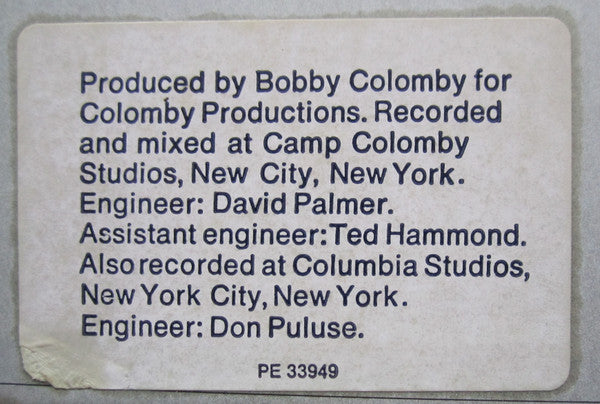 Produced by Bobby Colomby for
Colomby Productions. Recorded
and mixed at Camp Colomby
Studios, New City, New York.
Engineer: David Palmer.
Assistant engineer:Ted Hammond.
Also recorded at Columbia Studios,
New York City, New York.
Engineer: Don Puluse.
PE 33949